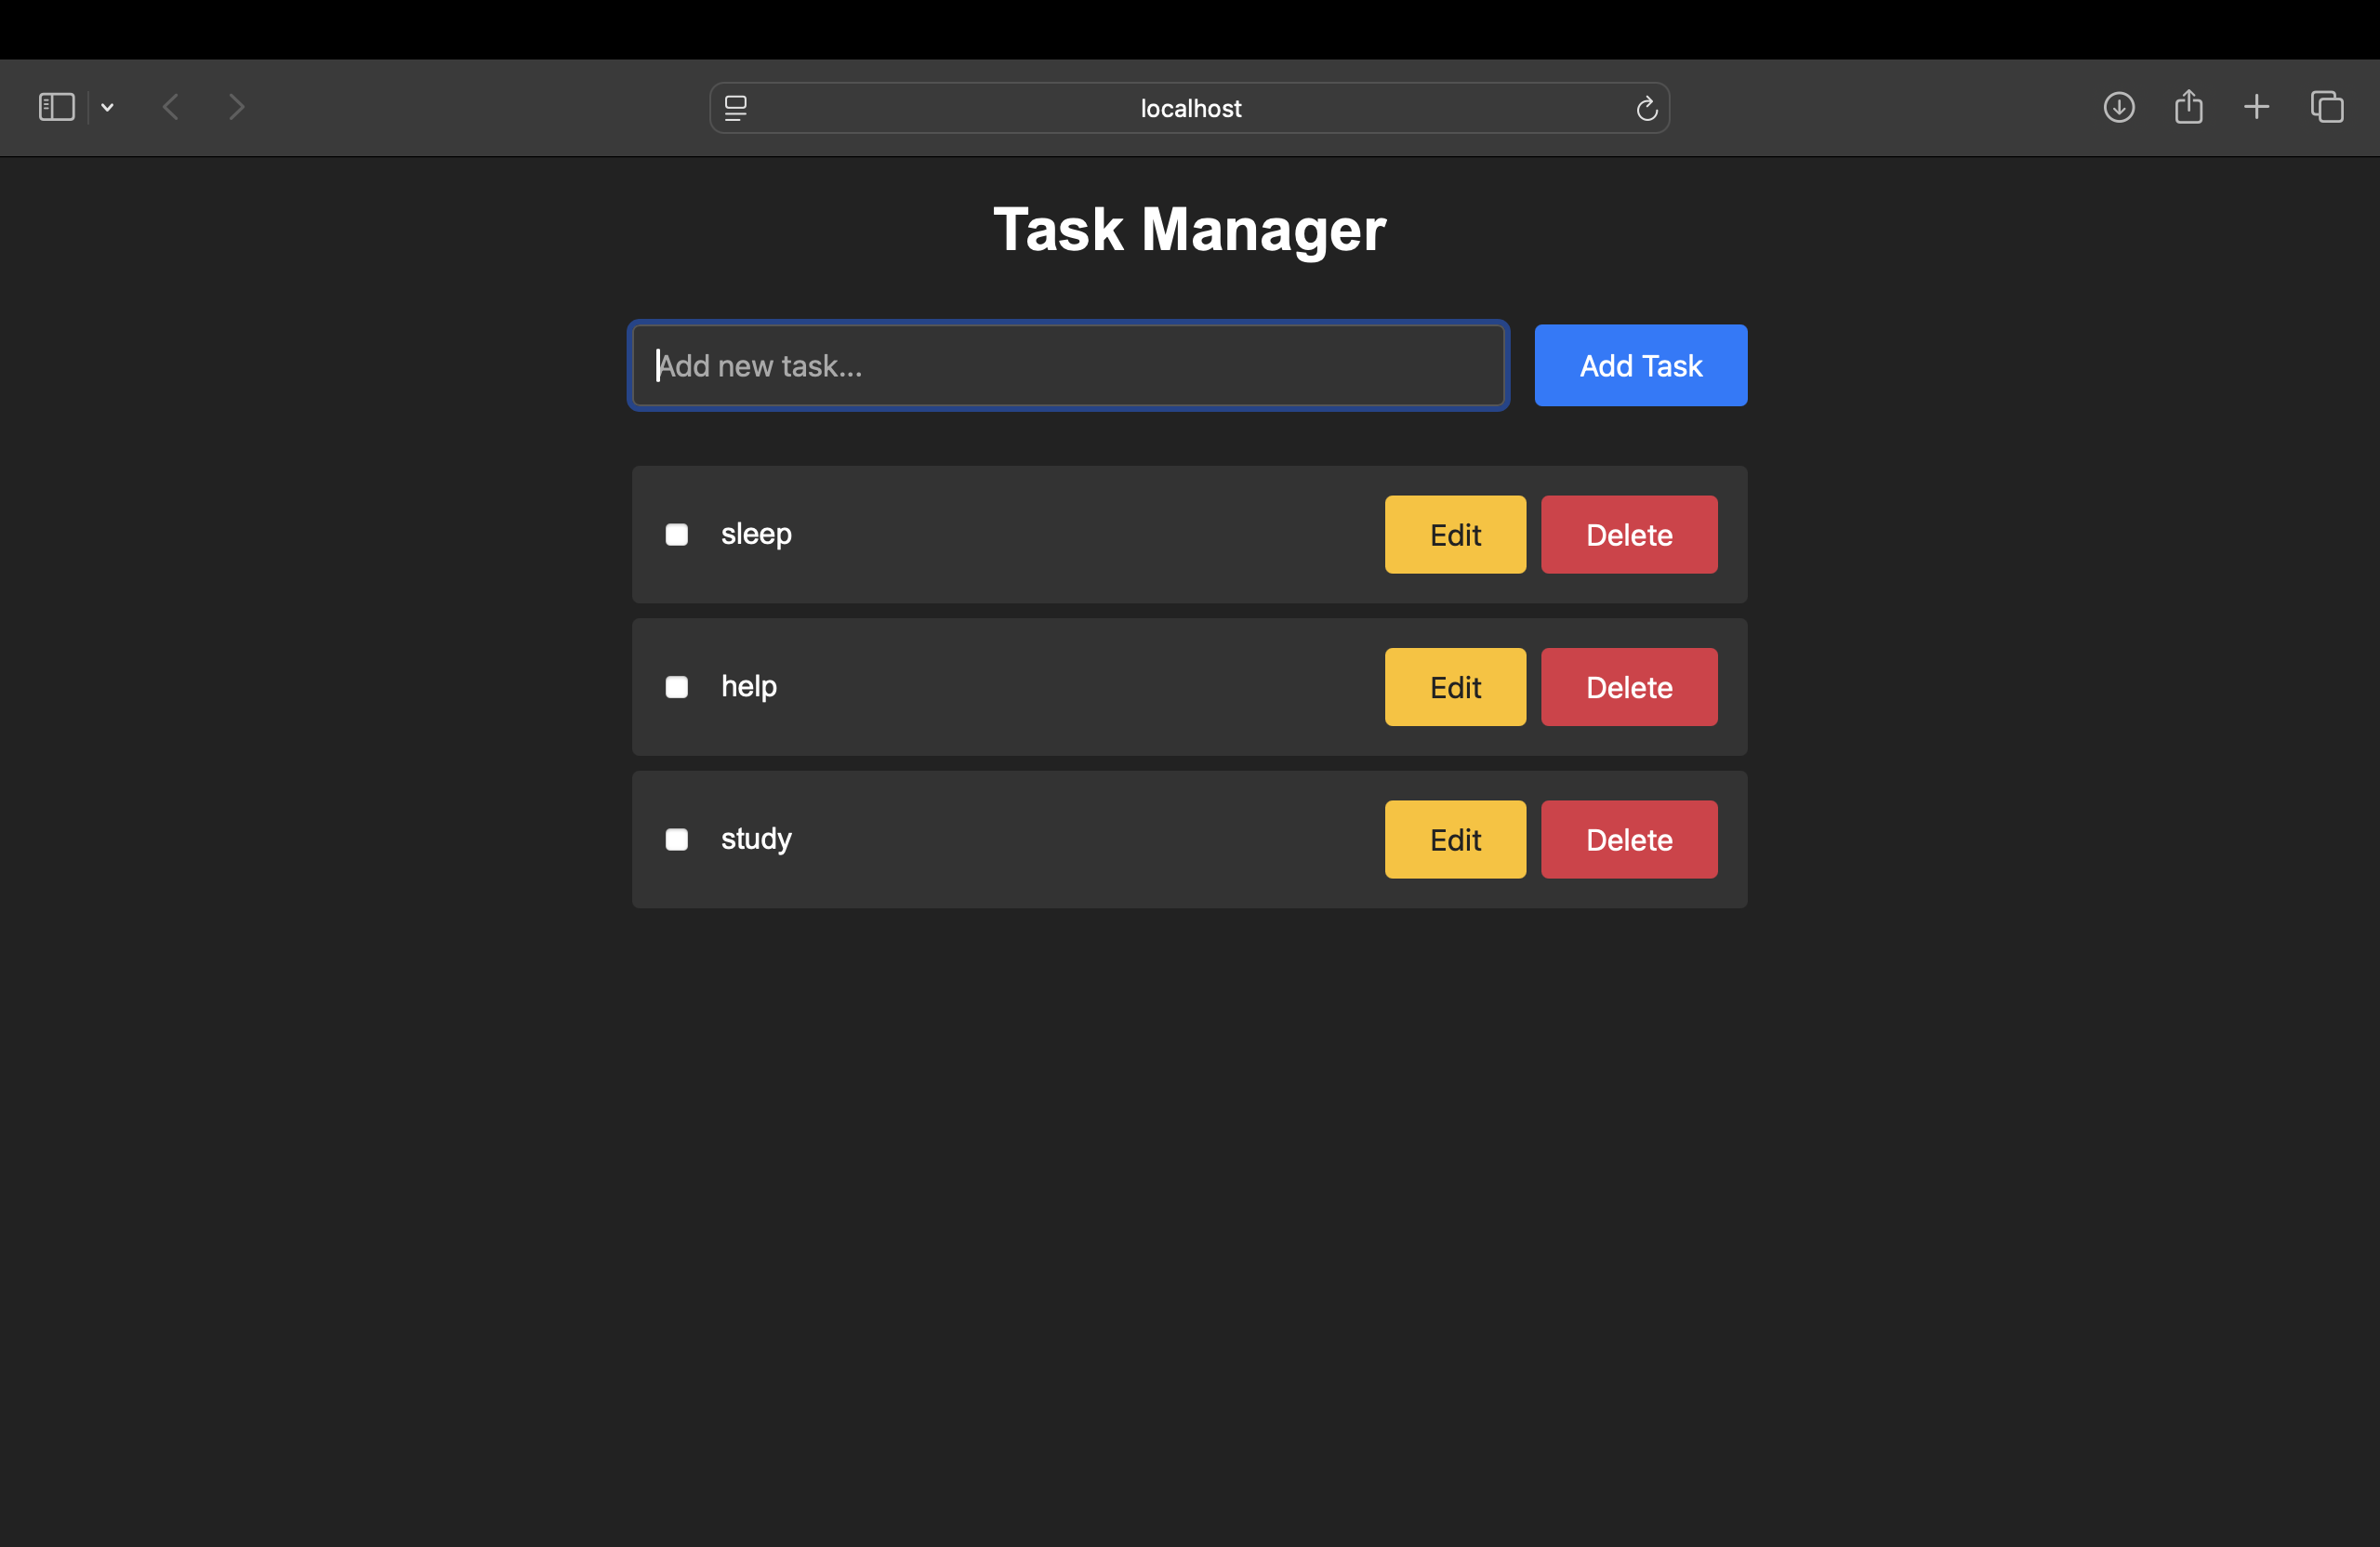 localhost
Task Manager
Add new task...
Add Task
sleep
Edit
Delete
help
Edit
Delete
study
Edit
Delete